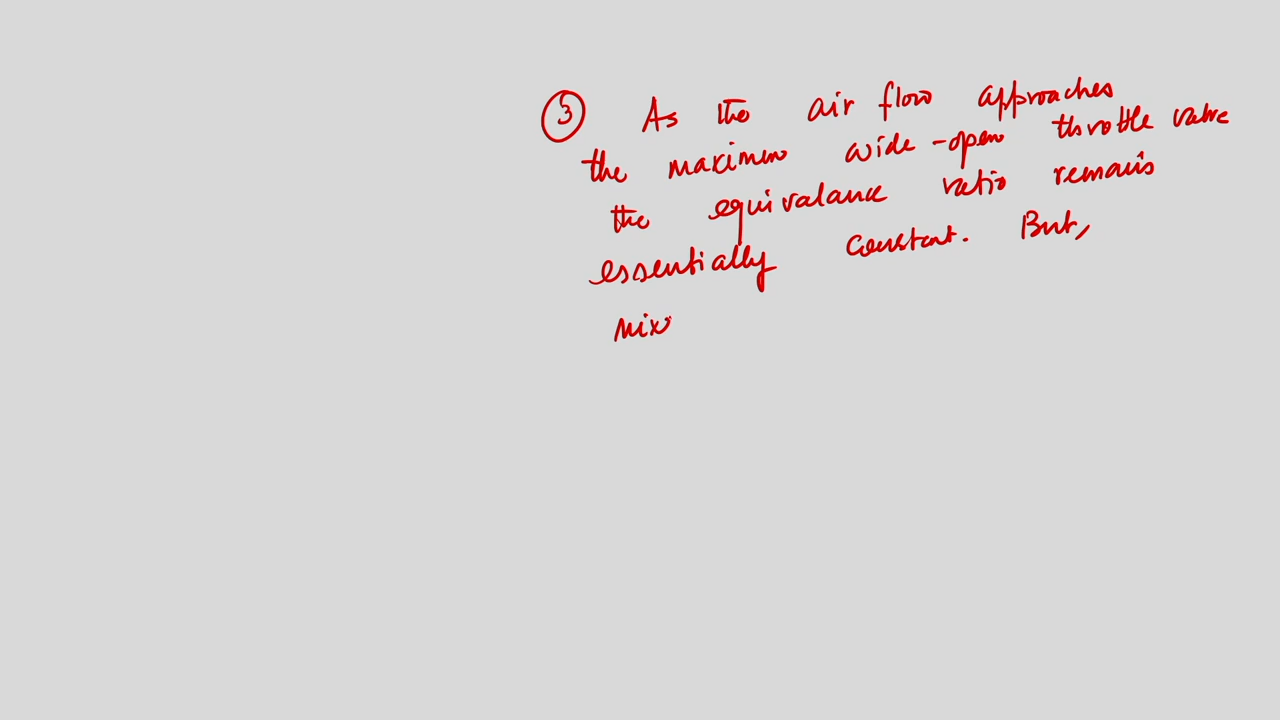 ③ As the air flow approaches
the maximum wide-open throttle valve
the equivalance ratio remains
essentially constant. But,
mix